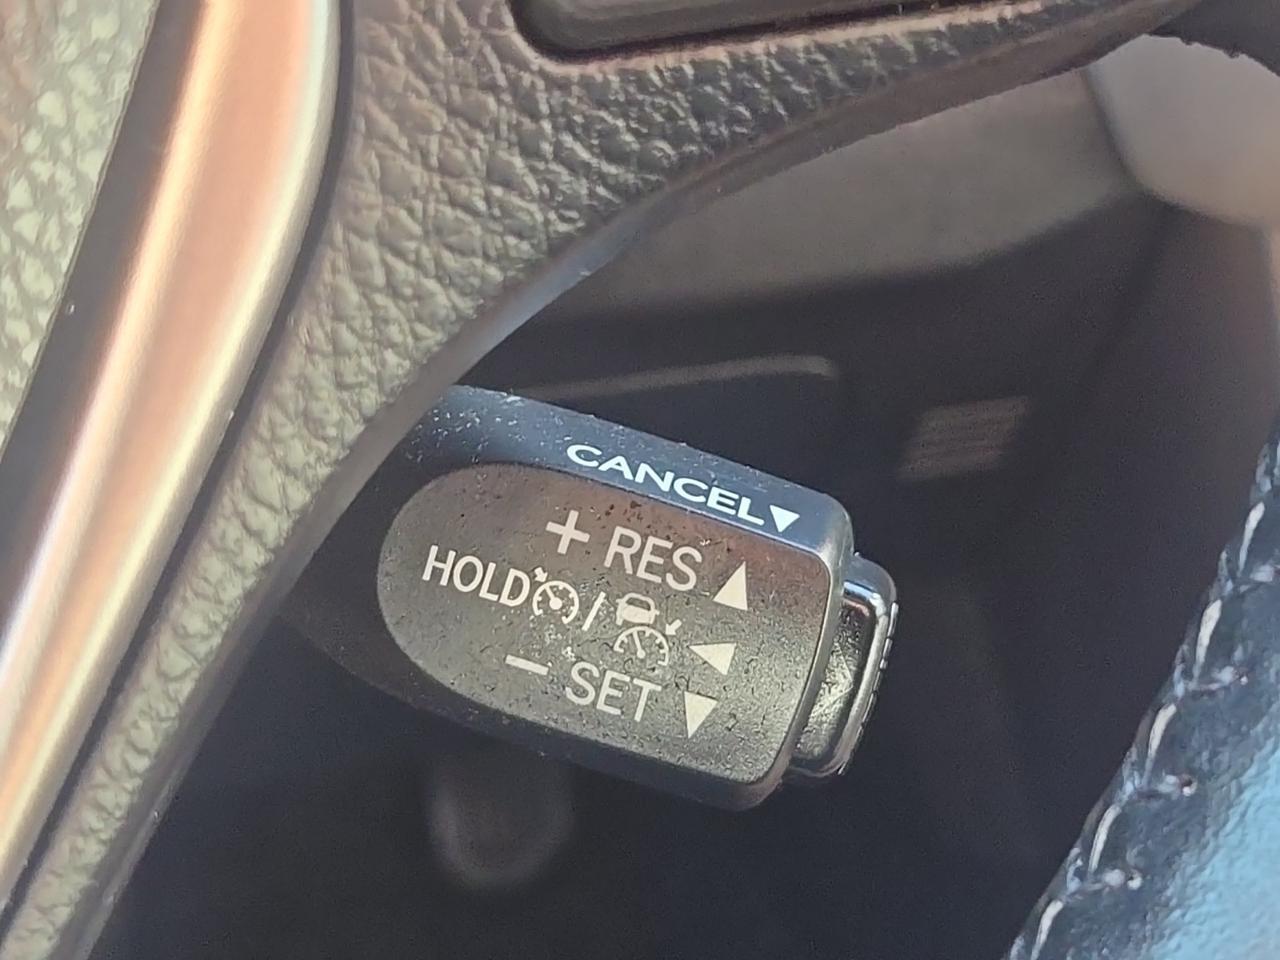 CANCEL▼
+ RES ▲
HOLD / ◀
− SET ▼